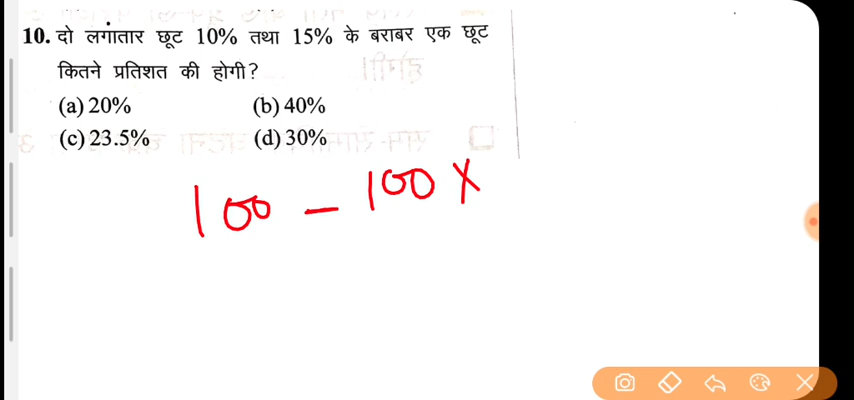 10. दो लगातार छूट 10% तथा 15% के बराबर एक छूट
कितने प्रतिशत की होगी?
(a) 20% (b) 40%
(c) 23.5% (d) 30%
100 - 100 X